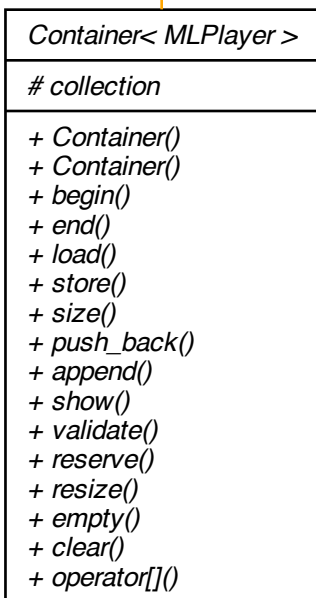 Container< MLPlayer >
# collection
+ Container()
+ Container()
+ begin()
+ end()
+ load()
+ store()
+ size()
+ push_back()
+ append()
+ show()
+ validate()
+ reserve()
+ resize()
+ empty()
+ clear()
+ operator[]()